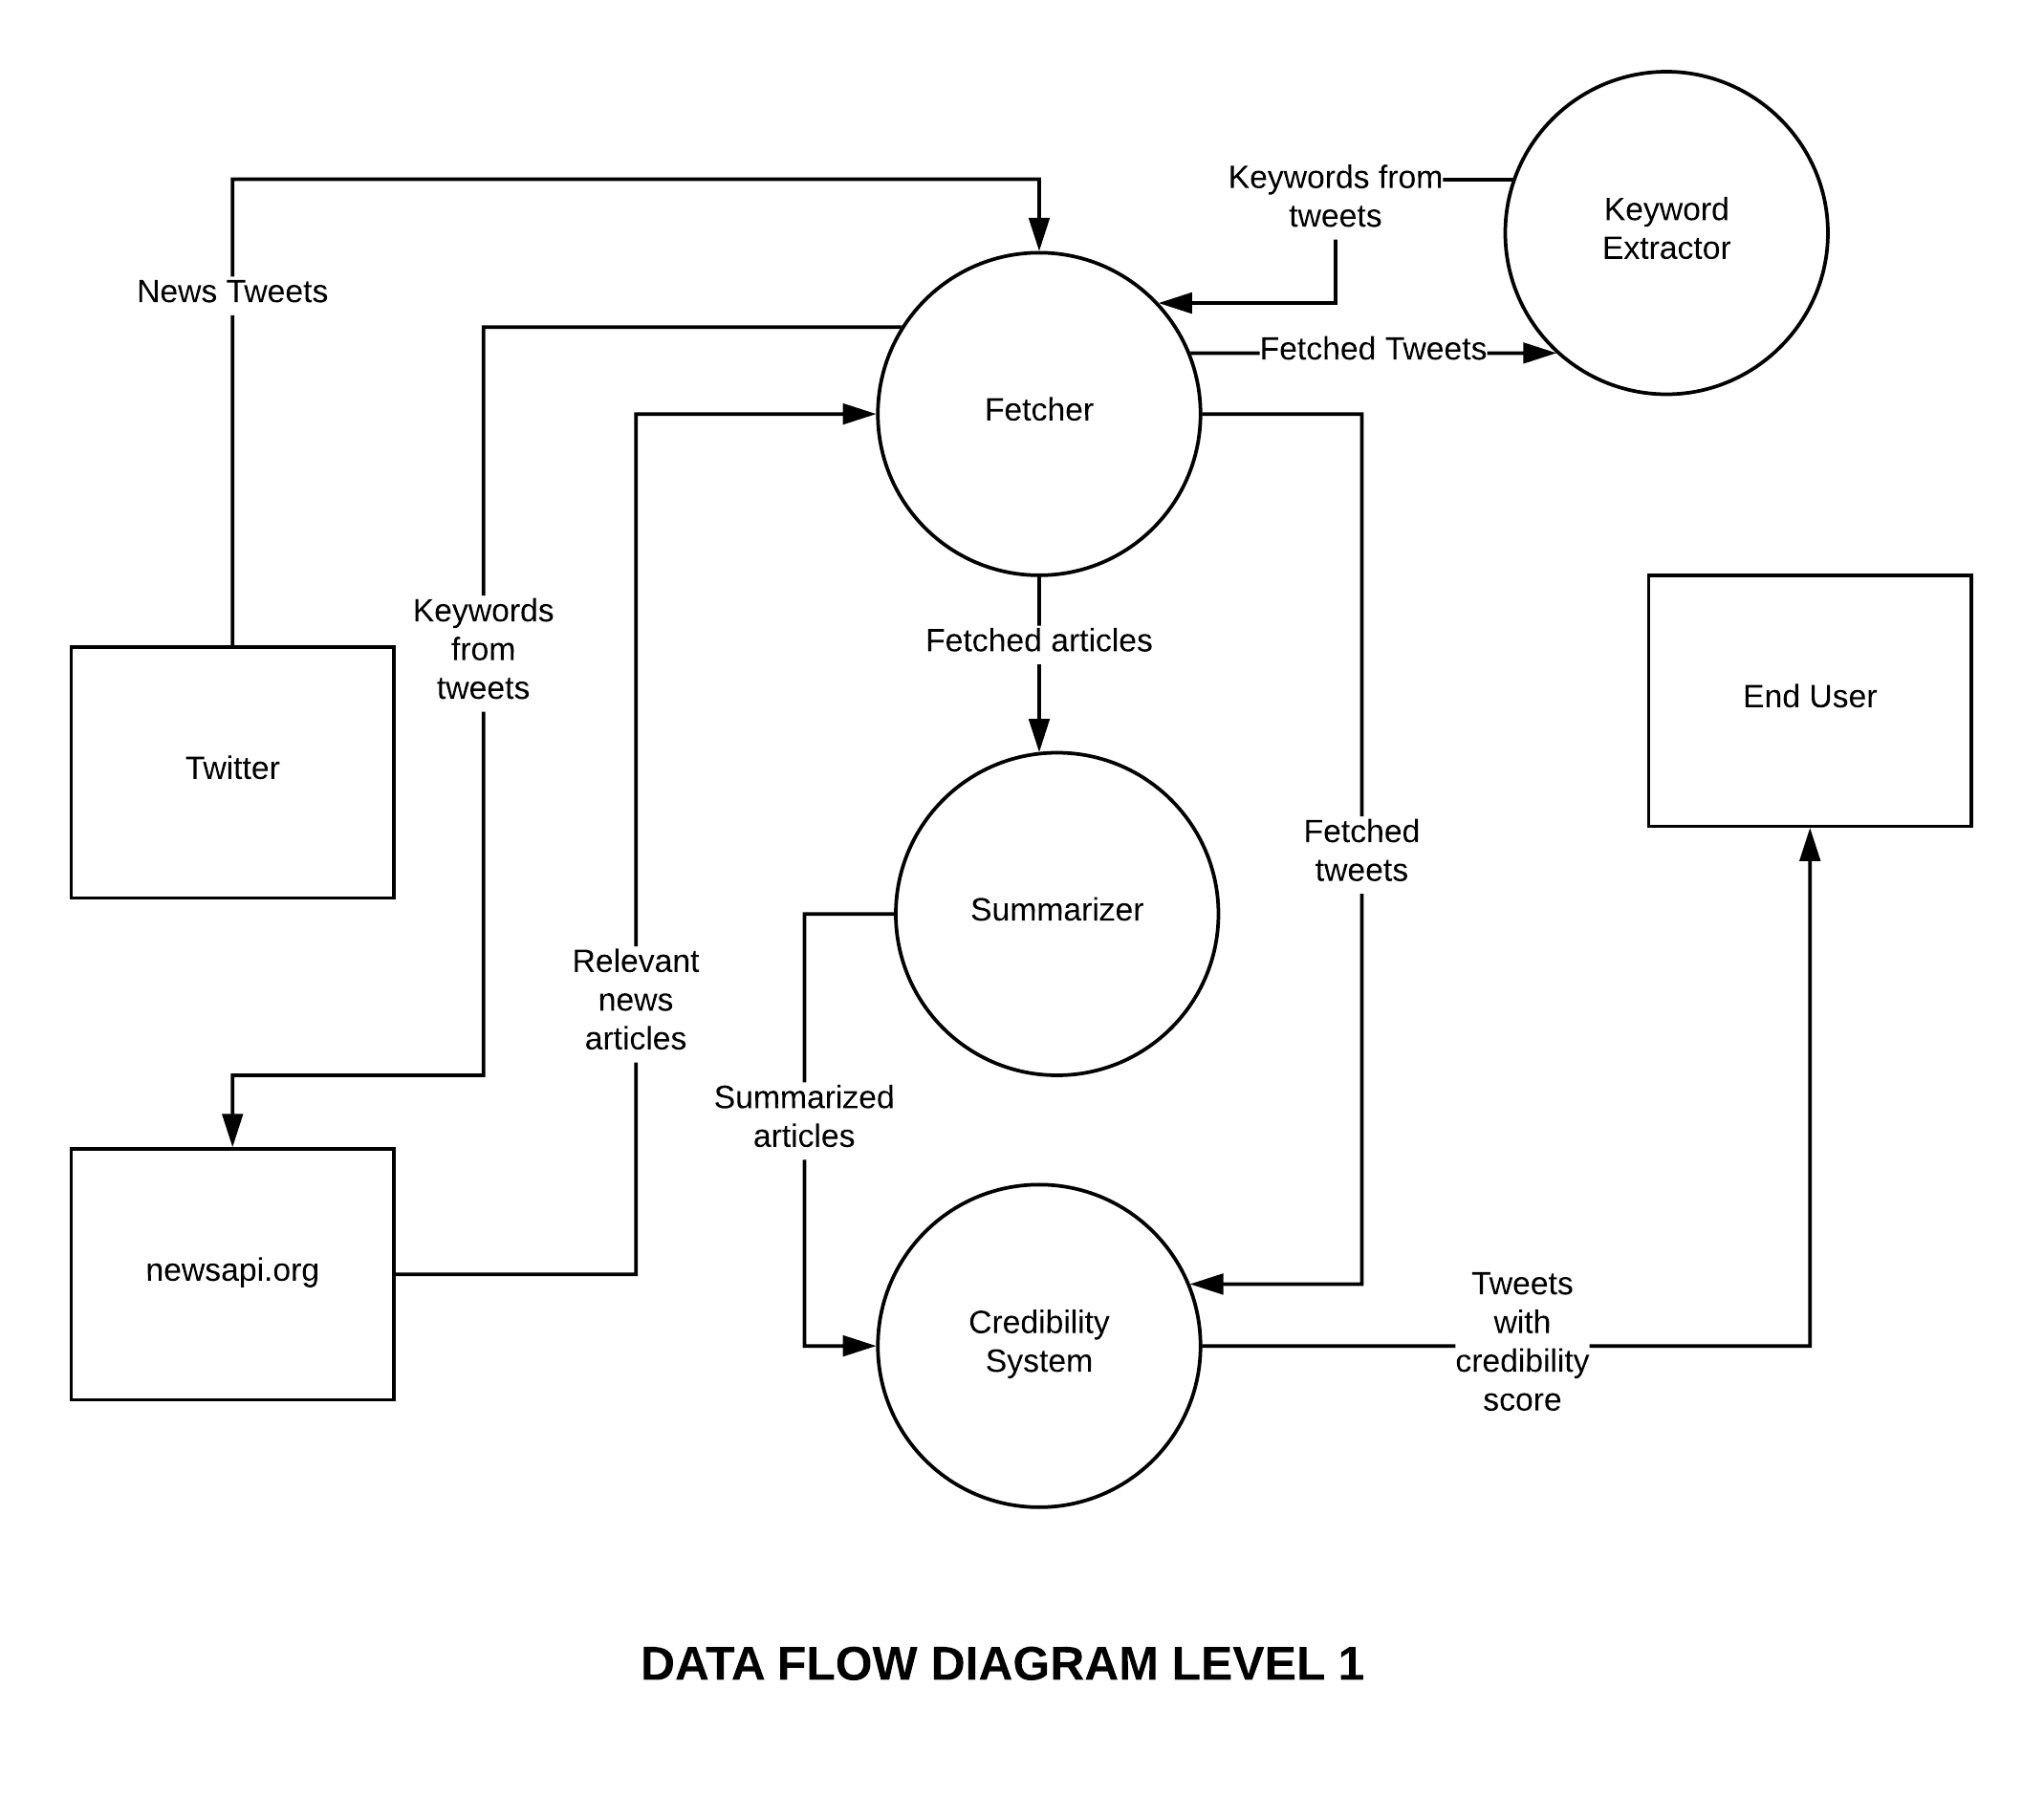 Keywords from
tweets
Keyword
Extractor
News Tweets
Fetched Tweets
Fetcher
Keywords
from
tweets
Fetched articles
End User
Twitter
Fetched
tweets
Summarizer
Relevant
news
articles
Summarized
articles
newsapi.org
Credibility
System
Tweets
with
credibility
score
DATA FLOW DIAGRAM LEVEL 1